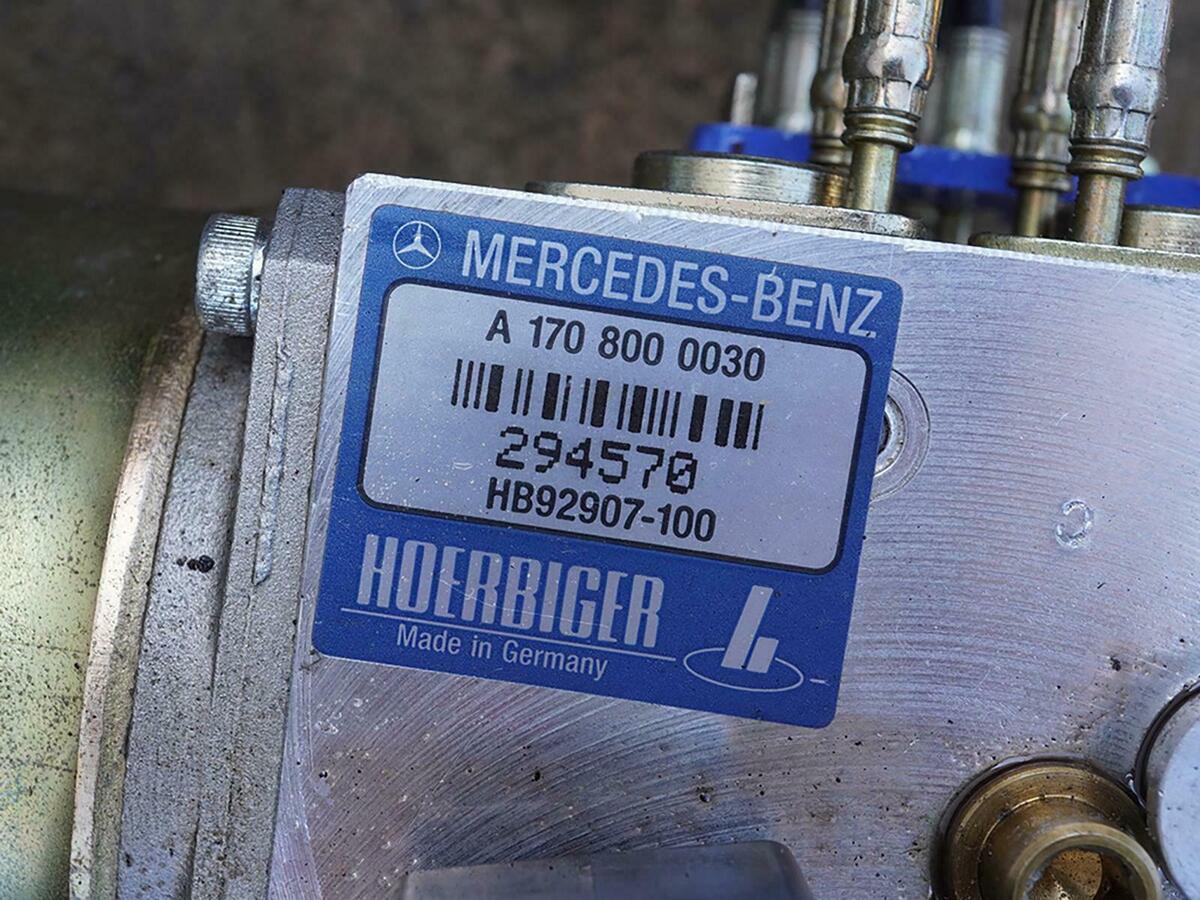 MERCEDES-BENZ
A 170 800 0030
294570
HB92907-100
HOERBIGER
Made in Germany